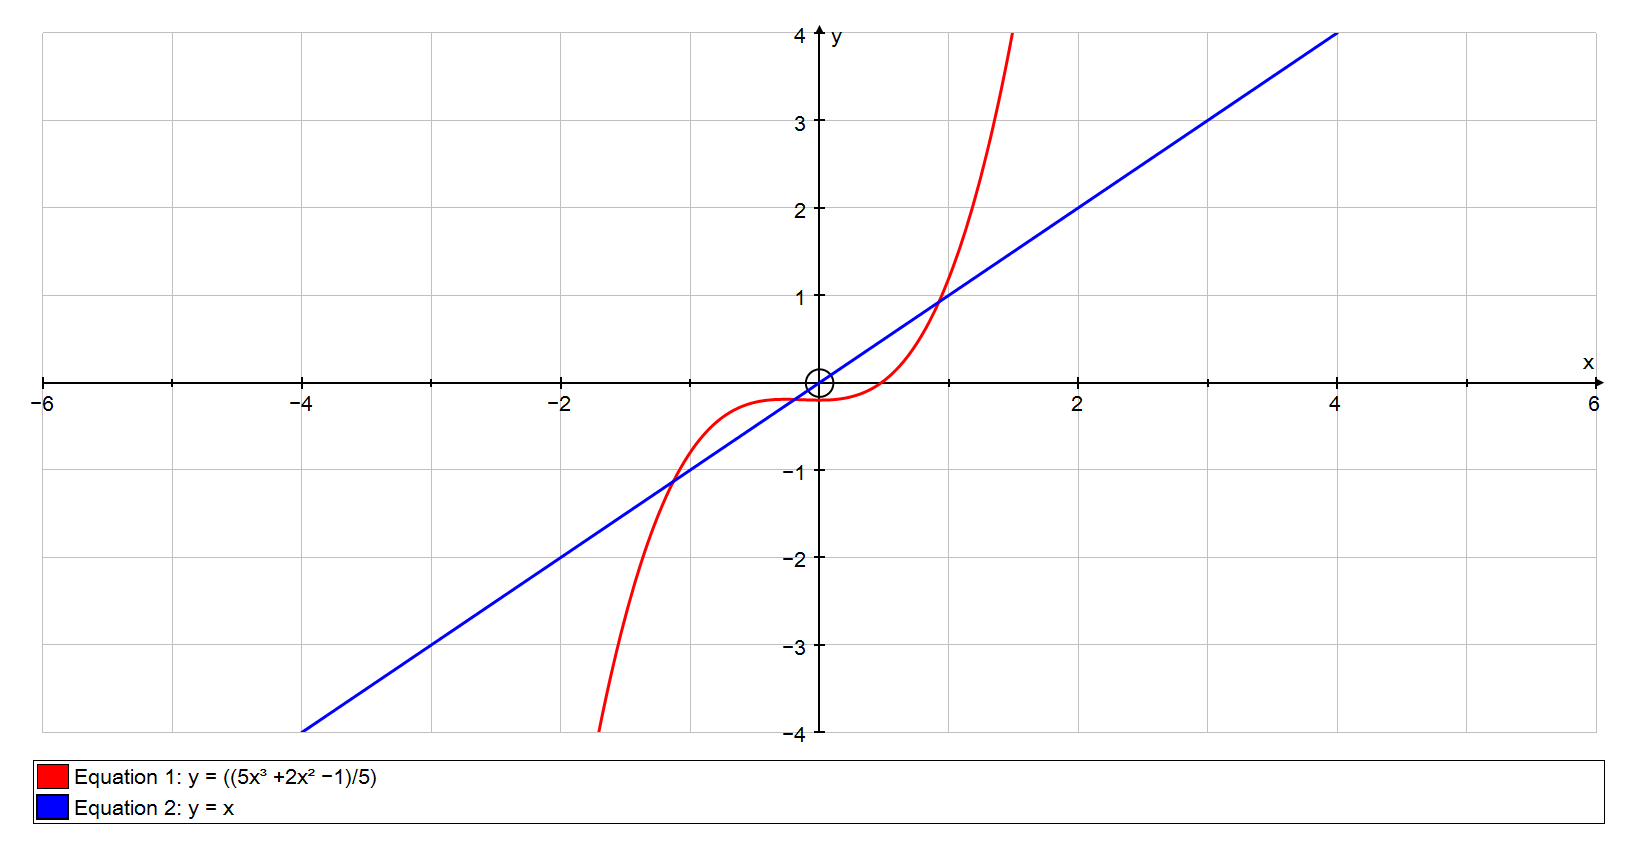 4 y
3
2
1
x
−6 −4 −2 2 4 6
−1
−2
−3
−4
Equation 1: y = ((5x³ +2x² −1)/5)
Equation 2: y = x